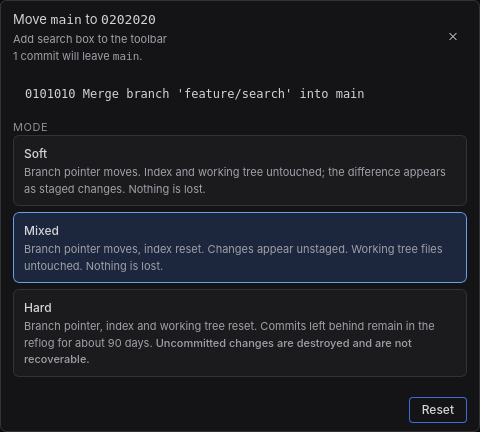 Move main to 0202020
Add search box to the toolbar
1 commit will leave main.
0101010 Merge branch 'feature/search' into main
MODE
Soft
Branch pointer moves. Index and working tree untouched; the difference appears
as staged changes. Nothing is lost.
Mixed
Branch pointer moves, index reset. Changes appear unstaged. Working tree files
untouched. Nothing is lost.
Hard
Branch pointer, index and working tree reset. Commits left behind remain in the
reflog for about 90 days. Uncommitted changes are destroyed and are not
recoverable.
Reset